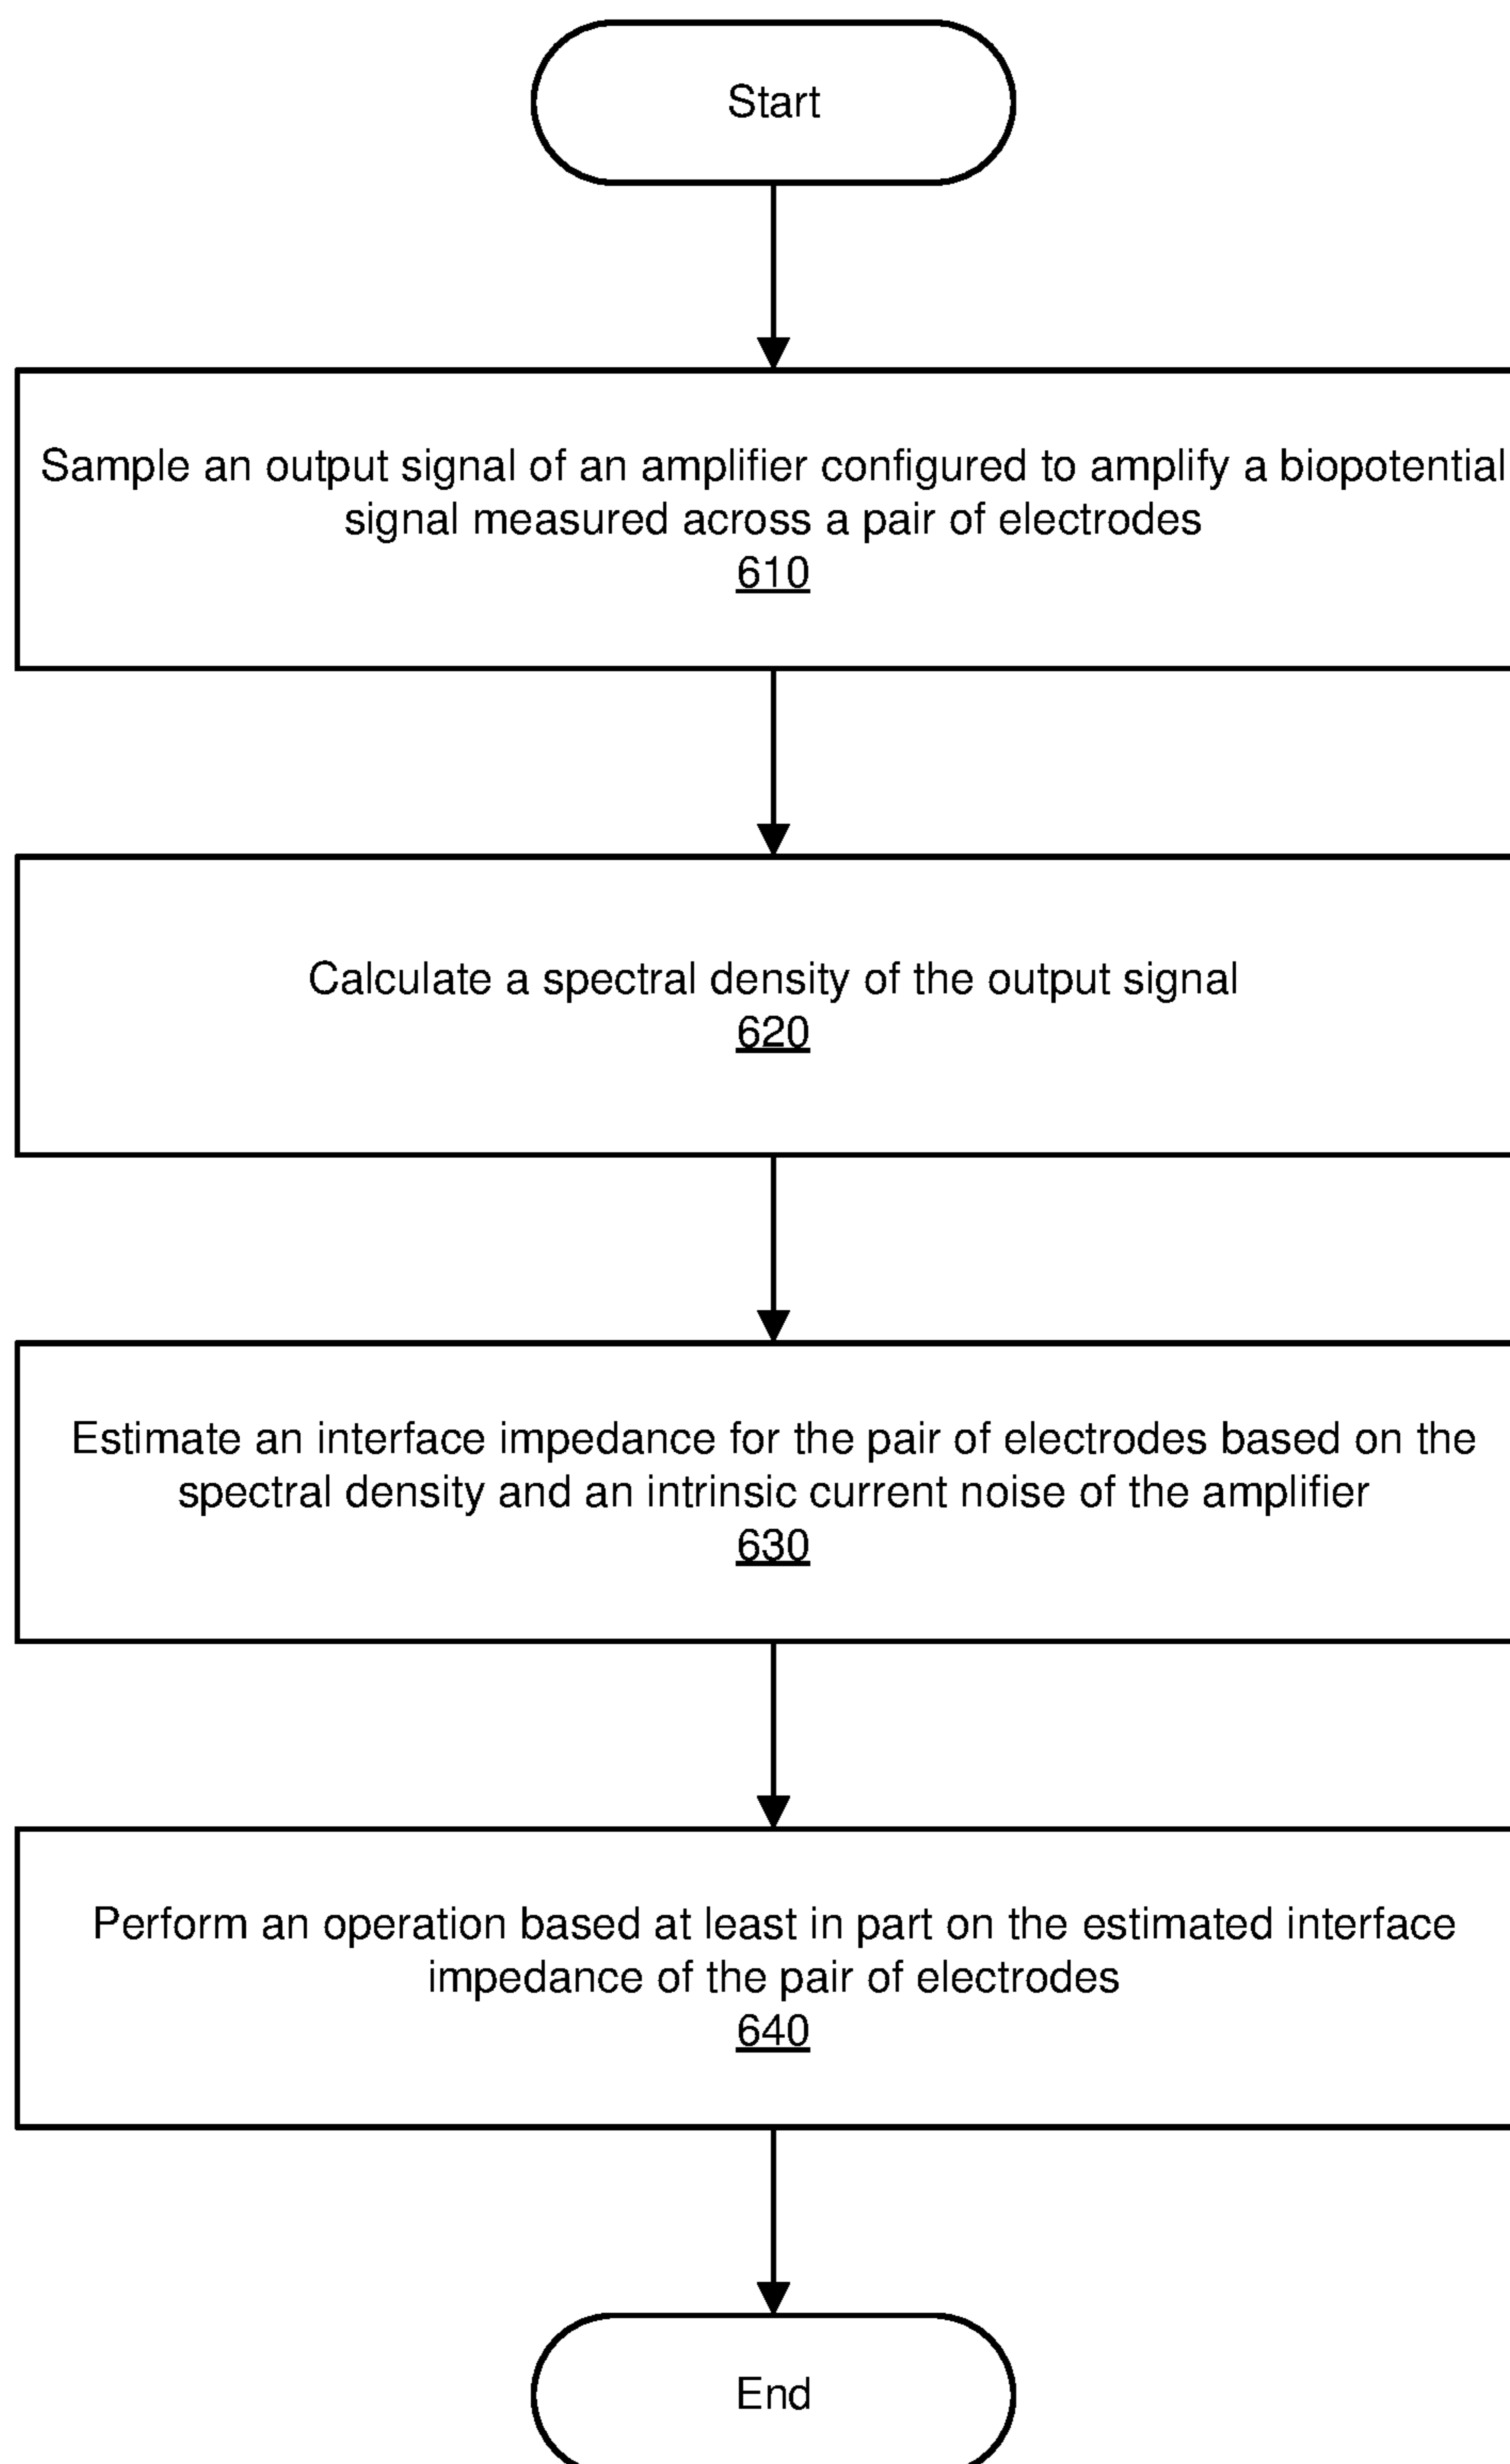 Start
Sample an output signal of an amplifier configured to amplify a biopotential
signal measured across a pair of electrodes
610
Calculate a spectral density of the output signal
620
Estimate an interface impedance for the pair of electrodes based on the
spectral density and an intrinsic current noise of the amplifier
630
Perform an operation based at least in part on the estimated interface
impedance of the pair of electrodes
640
End